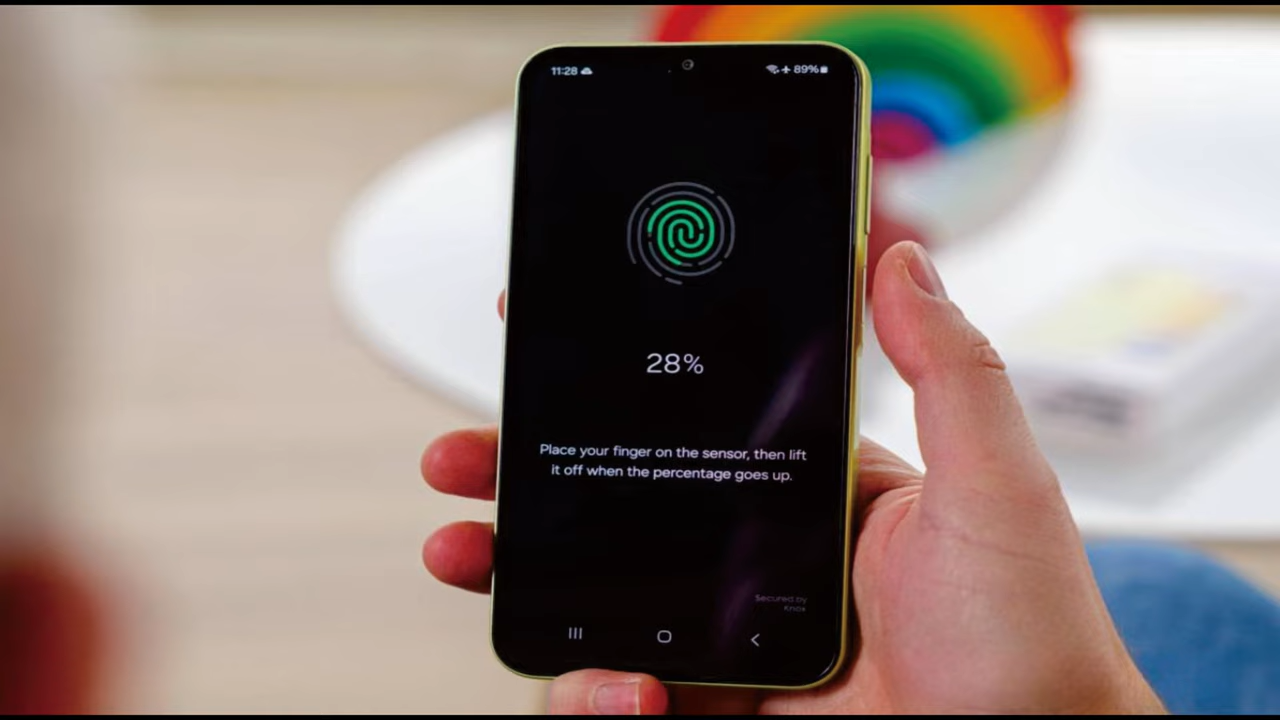 11:28
89%
28%
Place your finger on the sensor, then lift
it off when the percentage goes up.
Secured by
Knox